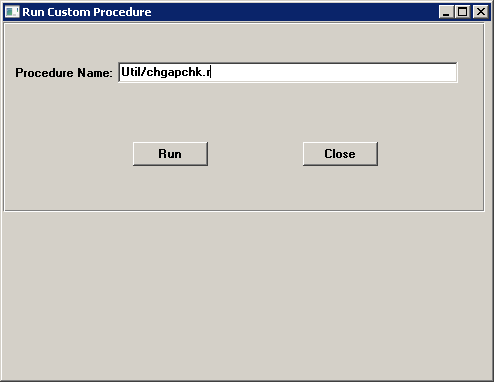 Run Custom Procedure
Procedure Name: Util/chgapchk.r
Run Close